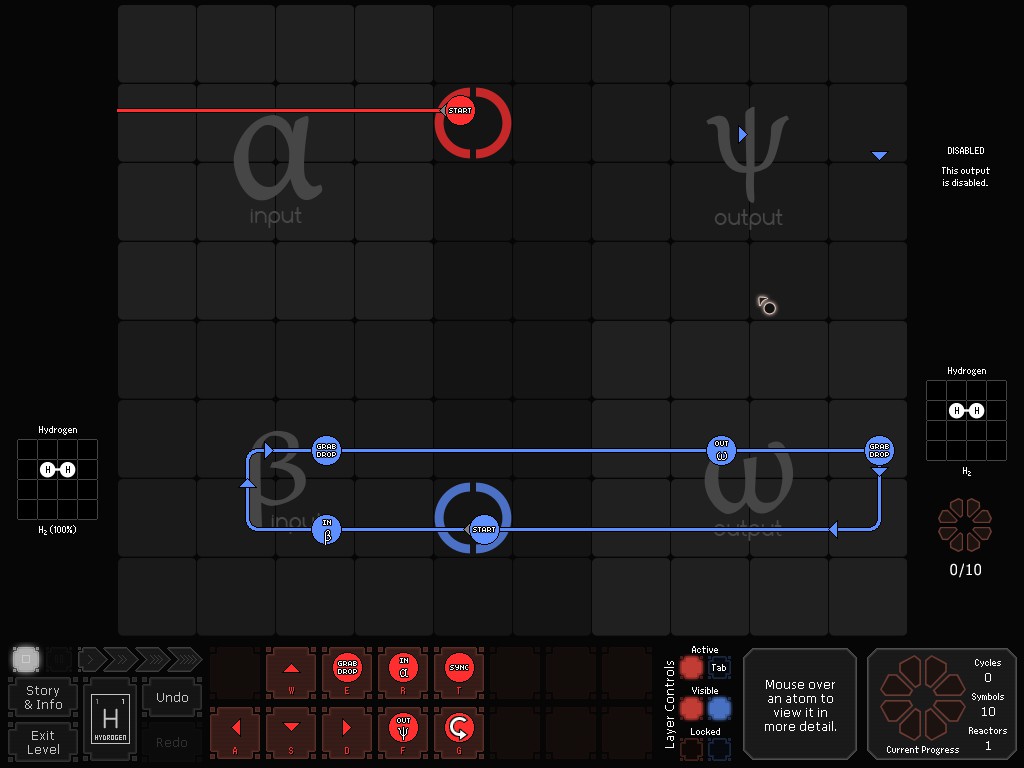 START
α
input
ψ
output
DISABLED
This output
is disabled.
Hydrogen
H H
H₂
Hydrogen
H H
H₂ (100%)
GRAB
DROP
OUT
ω
GRAB
DROP
β
input
ω
output
IN
β
START
0/10
Story
& Info
Exit
Level
1 1
H
HYDROGEN
Undo
Redo
W
GRAB
DROP
E
IN
α
R
SYNC
T
A
S
D
OUT
ψ
F
G
Layer Controls
Active
Tab
Visible
Locked
Mouse over
an atom to
view it in
more detail.
Cycles
0
Symbols
10
Reactors
1
Current Progress